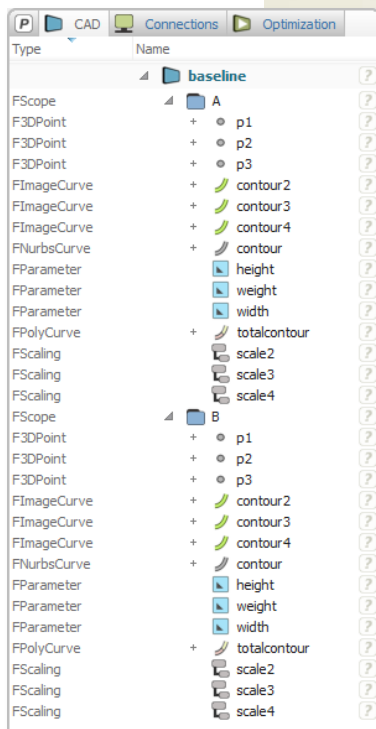 P CAD Connections Optimization
Type Name
baseline ?
FScope A ?
F3DPoint + p1 ?
F3DPoint + p2 ?
F3DPoint + p3 ?
FImageCurve + contour2 ?
FImageCurve + contour3 ?
FImageCurve + contour4 ?
FNurbsCurve + contour ?
FParameter height ?
FParameter weight ?
FParameter width ?
FPolyCurve + totalcontour ?
FScaling scale2 ?
FScaling scale3 ?
FScaling scale4 ?
FScope B ?
F3DPoint + p1 ?
F3DPoint + p2 ?
F3DPoint + p3 ?
FImageCurve + contour2 ?
FImageCurve + contour3 ?
FImageCurve + contour4 ?
FNurbsCurve + contour ?
FParameter height ?
FParameter weight ?
FParameter width ?
FPolyCurve + totalcontour ?
FScaling scale2 ?
FScaling scale3 ?
FScaling scale4 ?